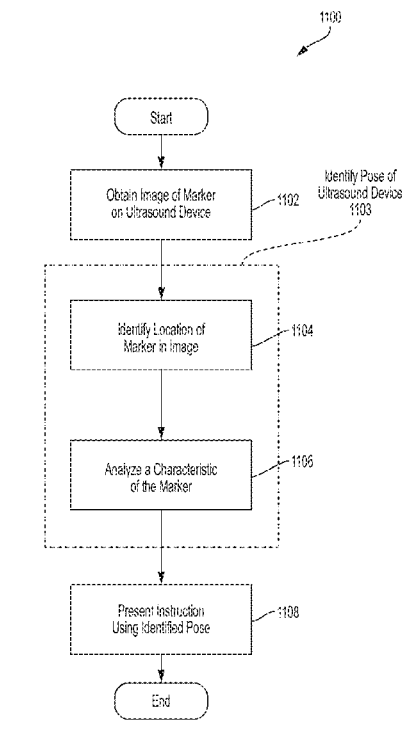 1100
Start
Obtain Image of Marker
on Ultrasound Device
1102
Identify Pose of
Ultrasound Device
1103
Identify Location of
Marker in Image
1104
Analyze a Characteristic
of the Marker
1106
Present Instruction
Using Identified Pose
1108
End